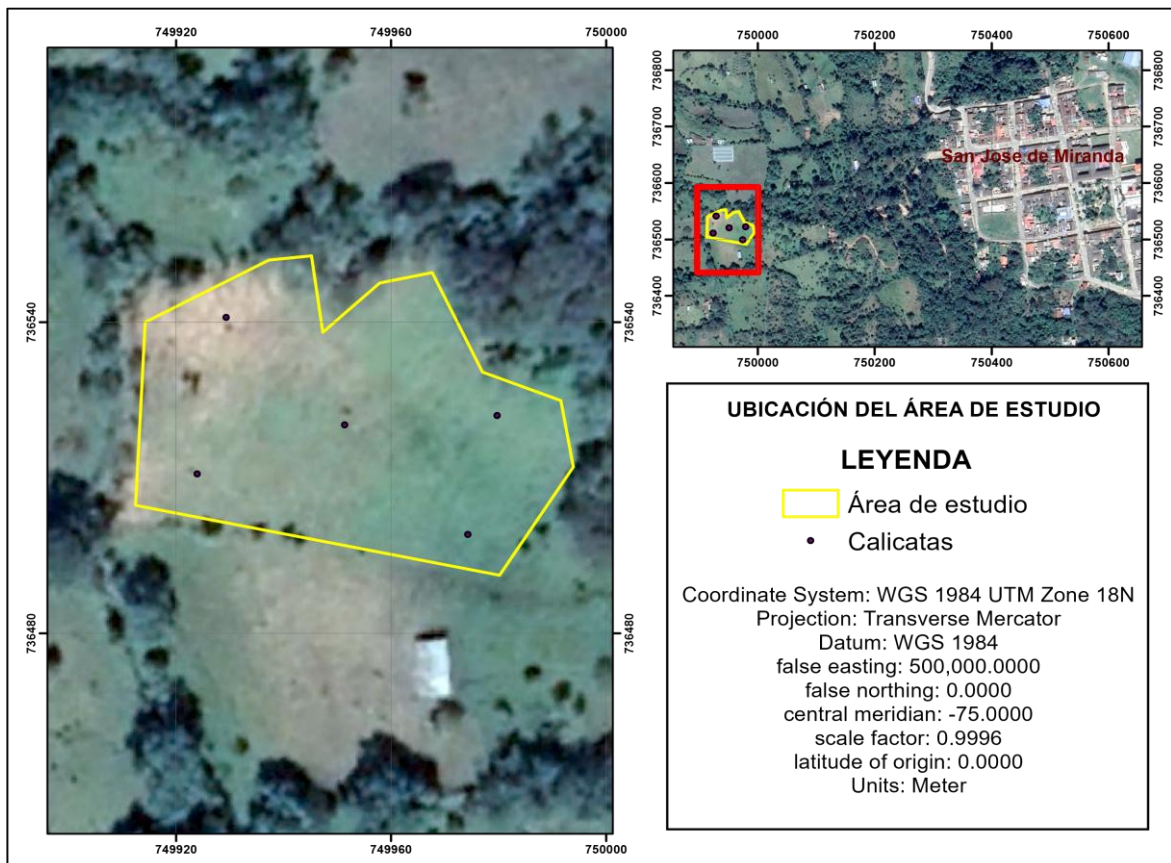 749920 749960 750000
736540
736480
736540
736480
749920 749960 750000
750000 750200 750400 750600
736800
736700
736600
736500
736400
736800
736700
736600
736500
736400
San Jose de Miranda
750000 750200 750400 750600
UBICACIÓN DEL ÁREA DE ESTUDIO
LEYENDA
Área de estudio
Calicatas
Coordinate System: WGS 1984 UTM Zone 18N
Projection: Transverse Mercator
Datum: WGS 1984
false easting: 500,000.0000
false northing: 0.0000
central meridian: -75.0000
scale factor: 0.9996
latitude of origin: 0.0000
Units: Meter